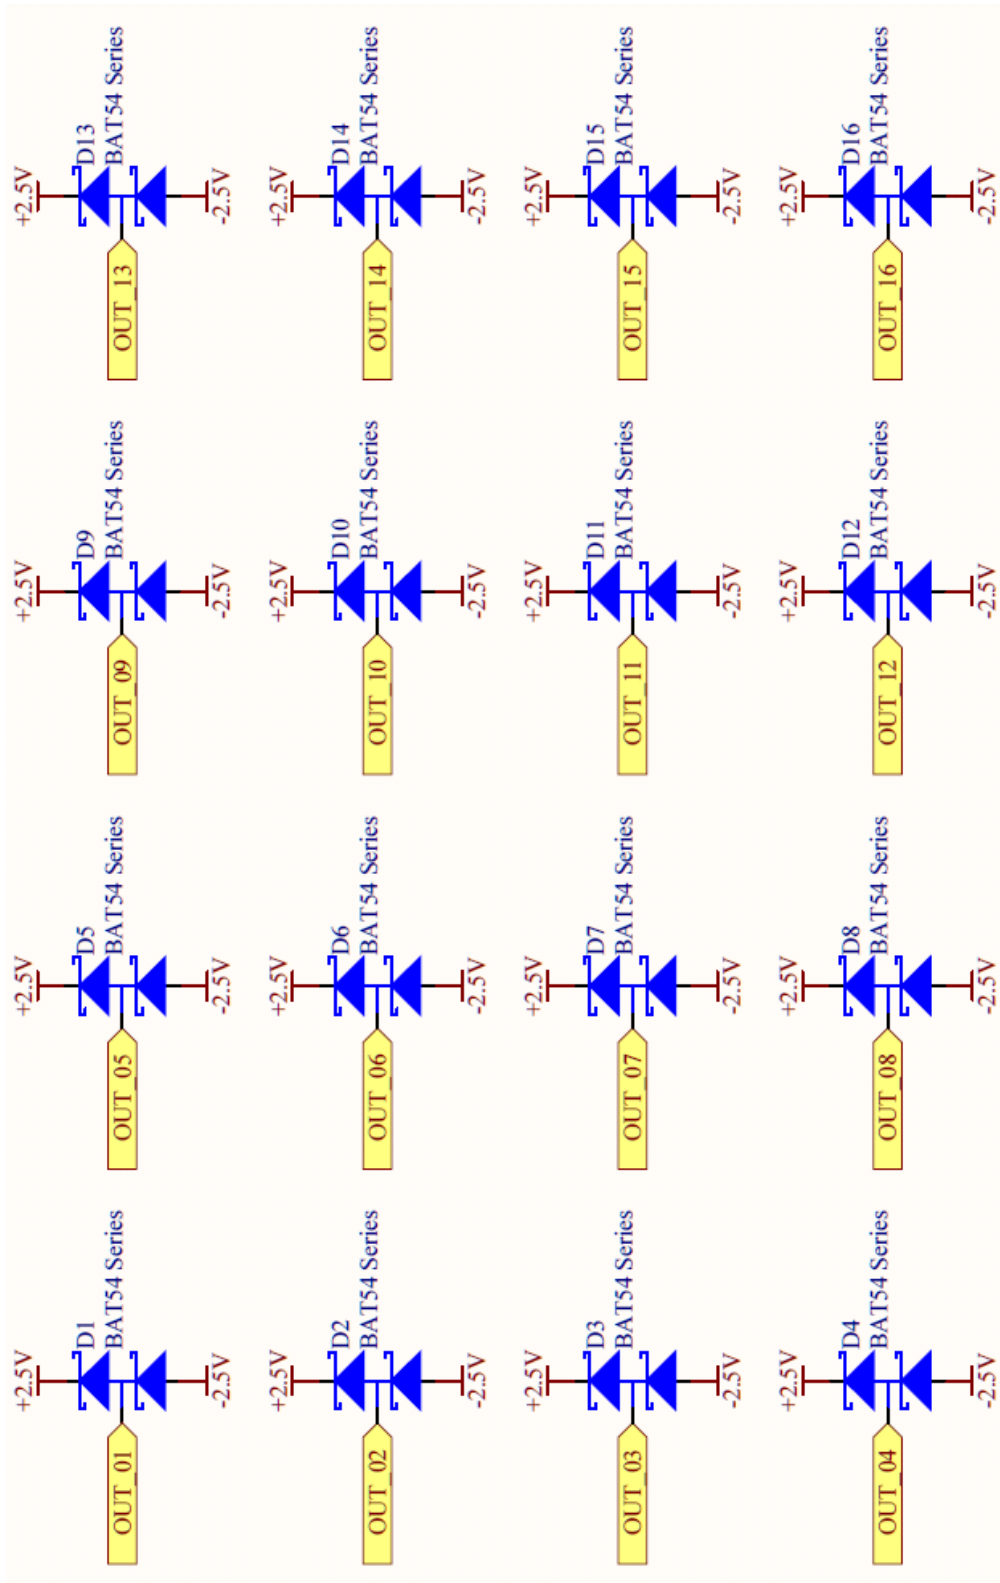 +2.5V
D1
BAT54 Series
OUT_01
-2.5V
+2.5V
D5
BAT54 Series
OUT_05
-2.5V
+2.5V
D9
BAT54 Series
OUT_09
-2.5V
+2.5V
D13
BAT54 Series
OUT_13
-2.5V
+2.5V
D2
BAT54 Series
OUT_02
-2.5V
+2.5V
D6
BAT54 Series
OUT_06
-2.5V
+2.5V
D10
BAT54 Series
OUT_10
-2.5V
+2.5V
D14
BAT54 Series
OUT_14
-2.5V
+2.5V
D3
BAT54 Series
OUT_03
-2.5V
+2.5V
D7
BAT54 Series
OUT_07
-2.5V
+2.5V
D11
BAT54 Series
OUT_11
-2.5V
+2.5V
D15
BAT54 Series
OUT_15
-2.5V
+2.5V
D4
BAT54 Series
OUT_04
-2.5V
+2.5V
D8
BAT54 Series
OUT_08
-2.5V
+2.5V
D12
BAT54 Series
OUT_12
-2.5V
+2.5V
D16
BAT54 Series
OUT_16
-2.5V